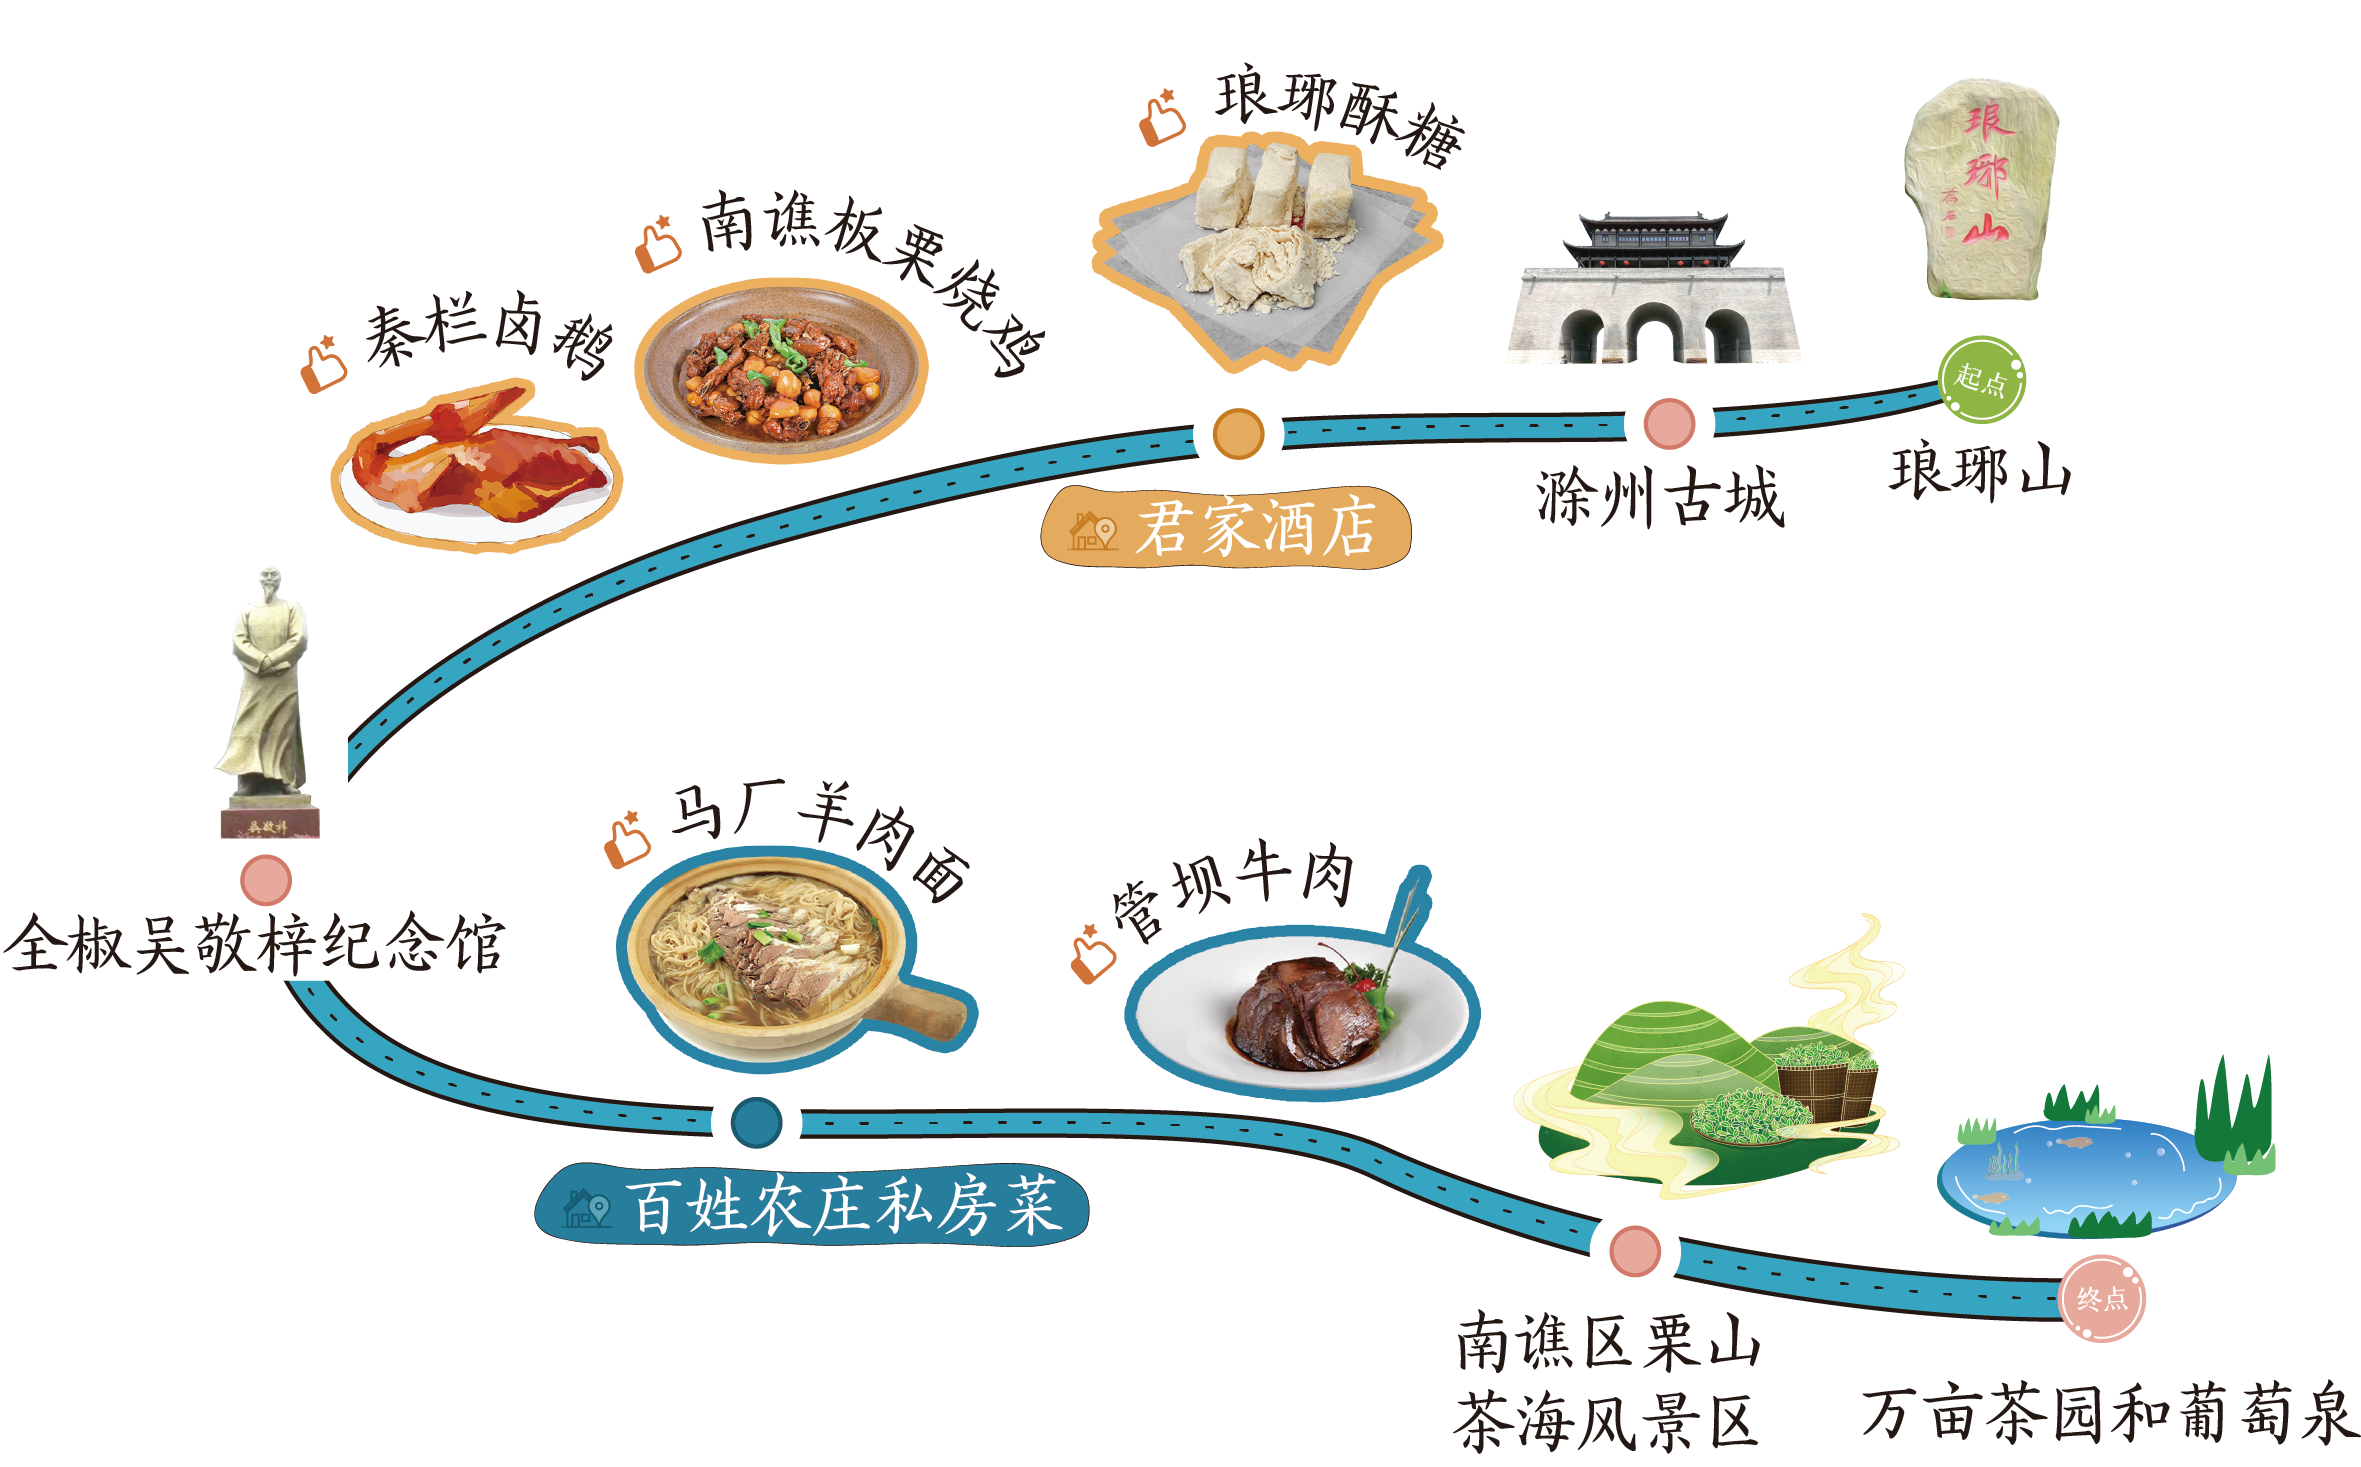 琅琊山
起点
琅琊山
滁州古城
琅琊酥糖
君家酒店
南谯板栗烧鸡
秦栏卤鹅
吴敬梓
全椒吴敬梓纪念馆
马厂羊肉面
百姓农庄私房菜
管坝牛肉
南谯区栗山
茶海风景区
终点
万亩茶园和葡萄泉